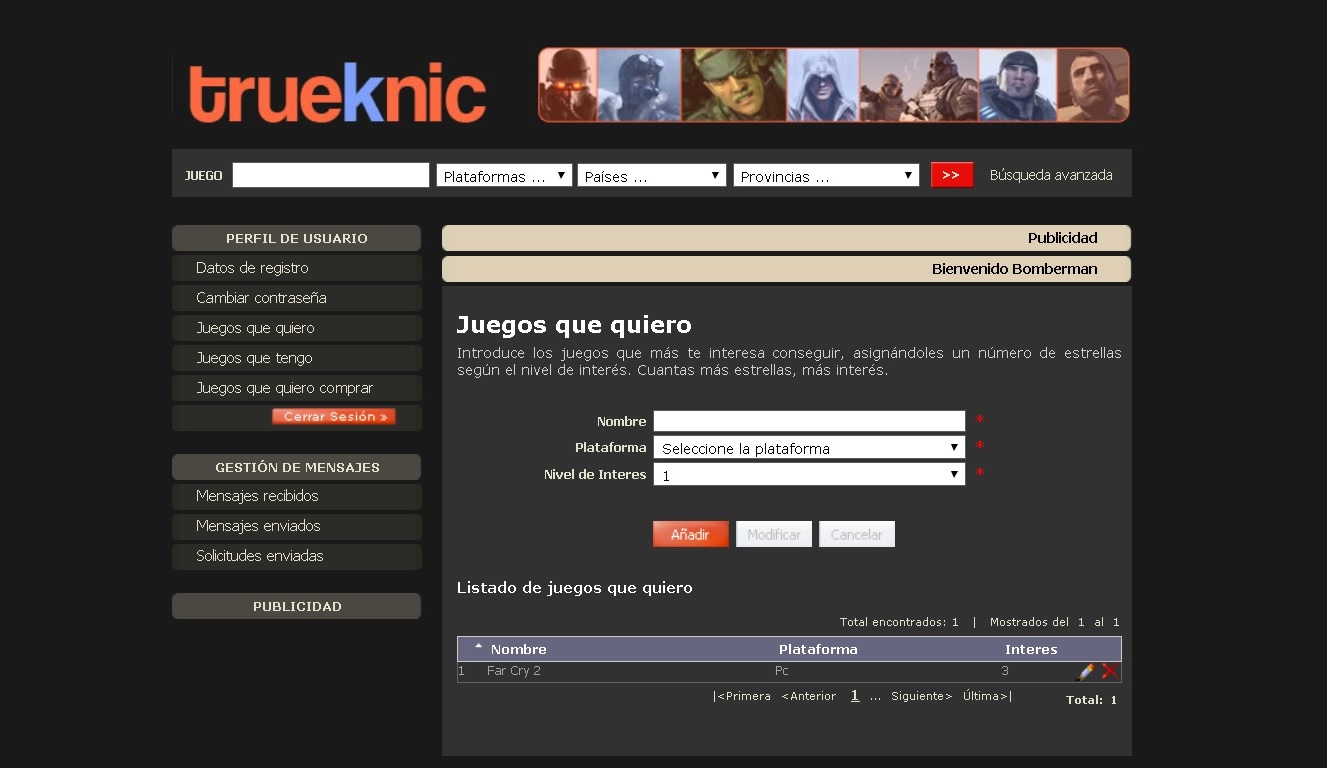 trueknic
JUEGO Plataformas ... Países ... Provincias ... >> Búsqueda avanzada
PERFIL DE USUARIO
Datos de registro
Cambiar contraseña
Juegos que quiero
Juegos que tengo
Juegos que quiero comprar
Cerrar Sesión »
GESTIÓN DE MENSAJES
Mensajes recibidos
Mensajes enviados
Solicitudes enviadas
PUBLICIDAD
Publicidad
Bienvenido Bomberman
Juegos que quiero
Introduce los juegos que más te interesa conseguir, asignándoles un número de estrellas
según el nivel de interés. Cuantas más estrellas, más interés.
Nombre *
Plataforma Seleccione la plataforma *
Nivel de Interes 1 *
Añadir Modificar Cancelar
Listado de juegos que quiero
Total encontrados: 1 | Mostrados del 1 al 1
Nombre Plataforma Interes
1 Far Cry 2 Pc 3
|<Primera <Anterior 1 ... Siguiente> Última>|
Total: 1